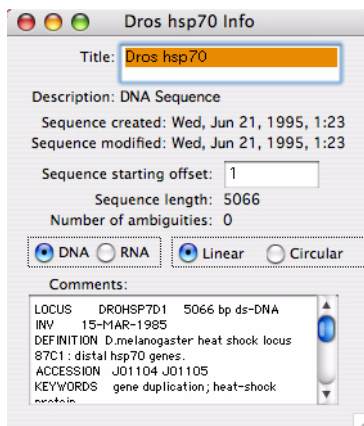 Dros hsp70 Info
Title: Dros hsp70
Description: DNA Sequence
Sequence created: Wed, Jun 21, 1995, 1:23
Sequence modified: Wed, Jun 21, 1995, 1:23
Sequence starting offset: 1
Sequence length: 5066
Number of ambiguities: 0
DNA RNA Linear Circular
Comments:
LOCUS DROHSP7D1 5066 bp ds-DNA
INV 15-MAR-1985
DEFINITION D.melanogaster heat shock locus
87C1 : distal hsp70 genes.
ACCESSION J01104 J01105
KEYWORDS gene duplication; heat-shock
protein